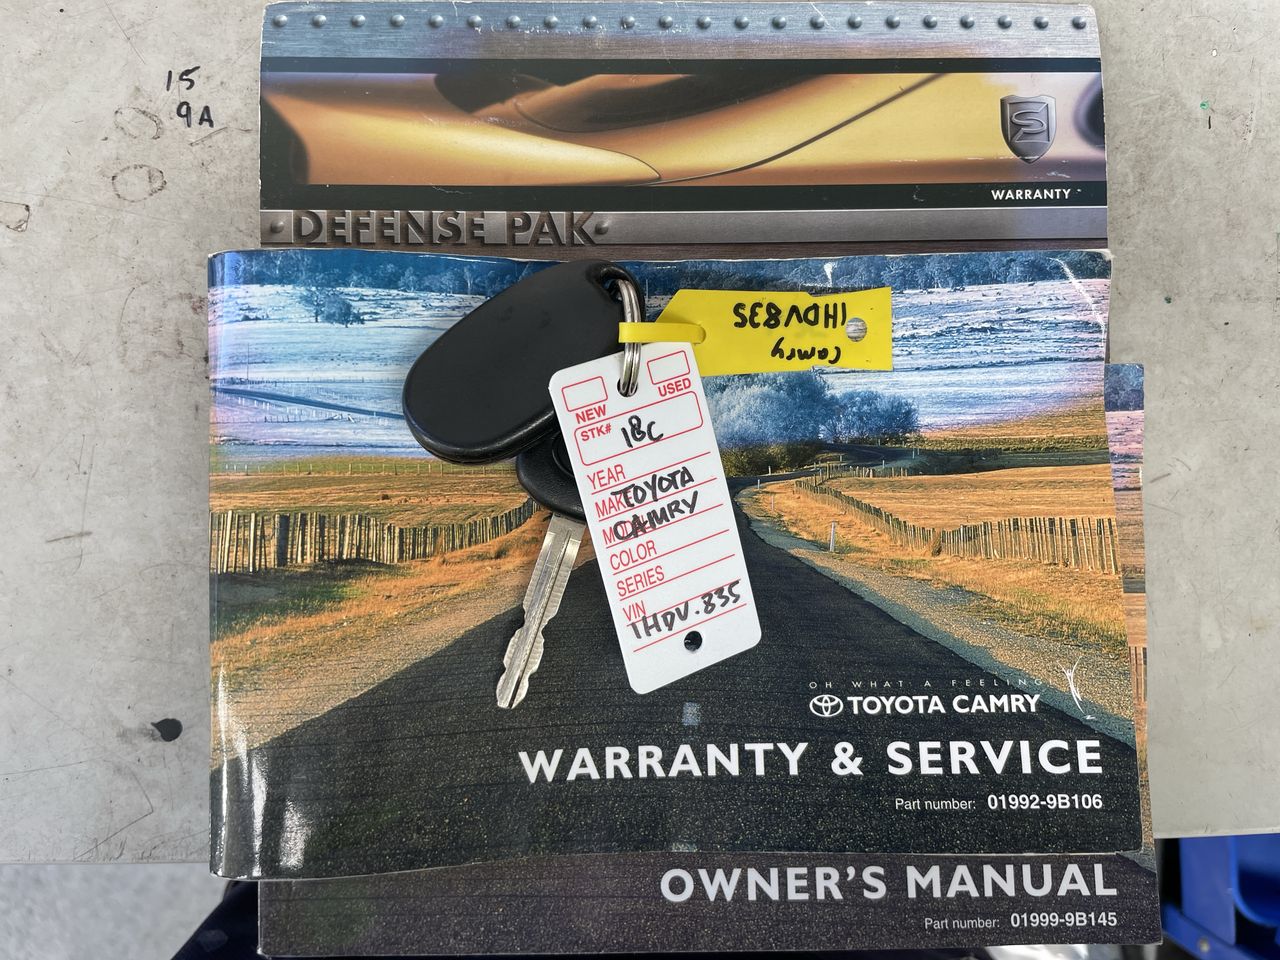 15
9A
WARRANTY
DEFENSE PAK
1HDV835
Camry
NEW
USED
STK# 18C
YEAR
MAKE TOYOTA
MODEL CAMRY
COLOR
SERIES
VIN
1HDV.835
OH WHAT A FEELING
TOYOTA CAMRY
WARRANTY & SERVICE
Part number: 01992-9B106
OWNER'S MANUAL
Part number: 01999-9B145